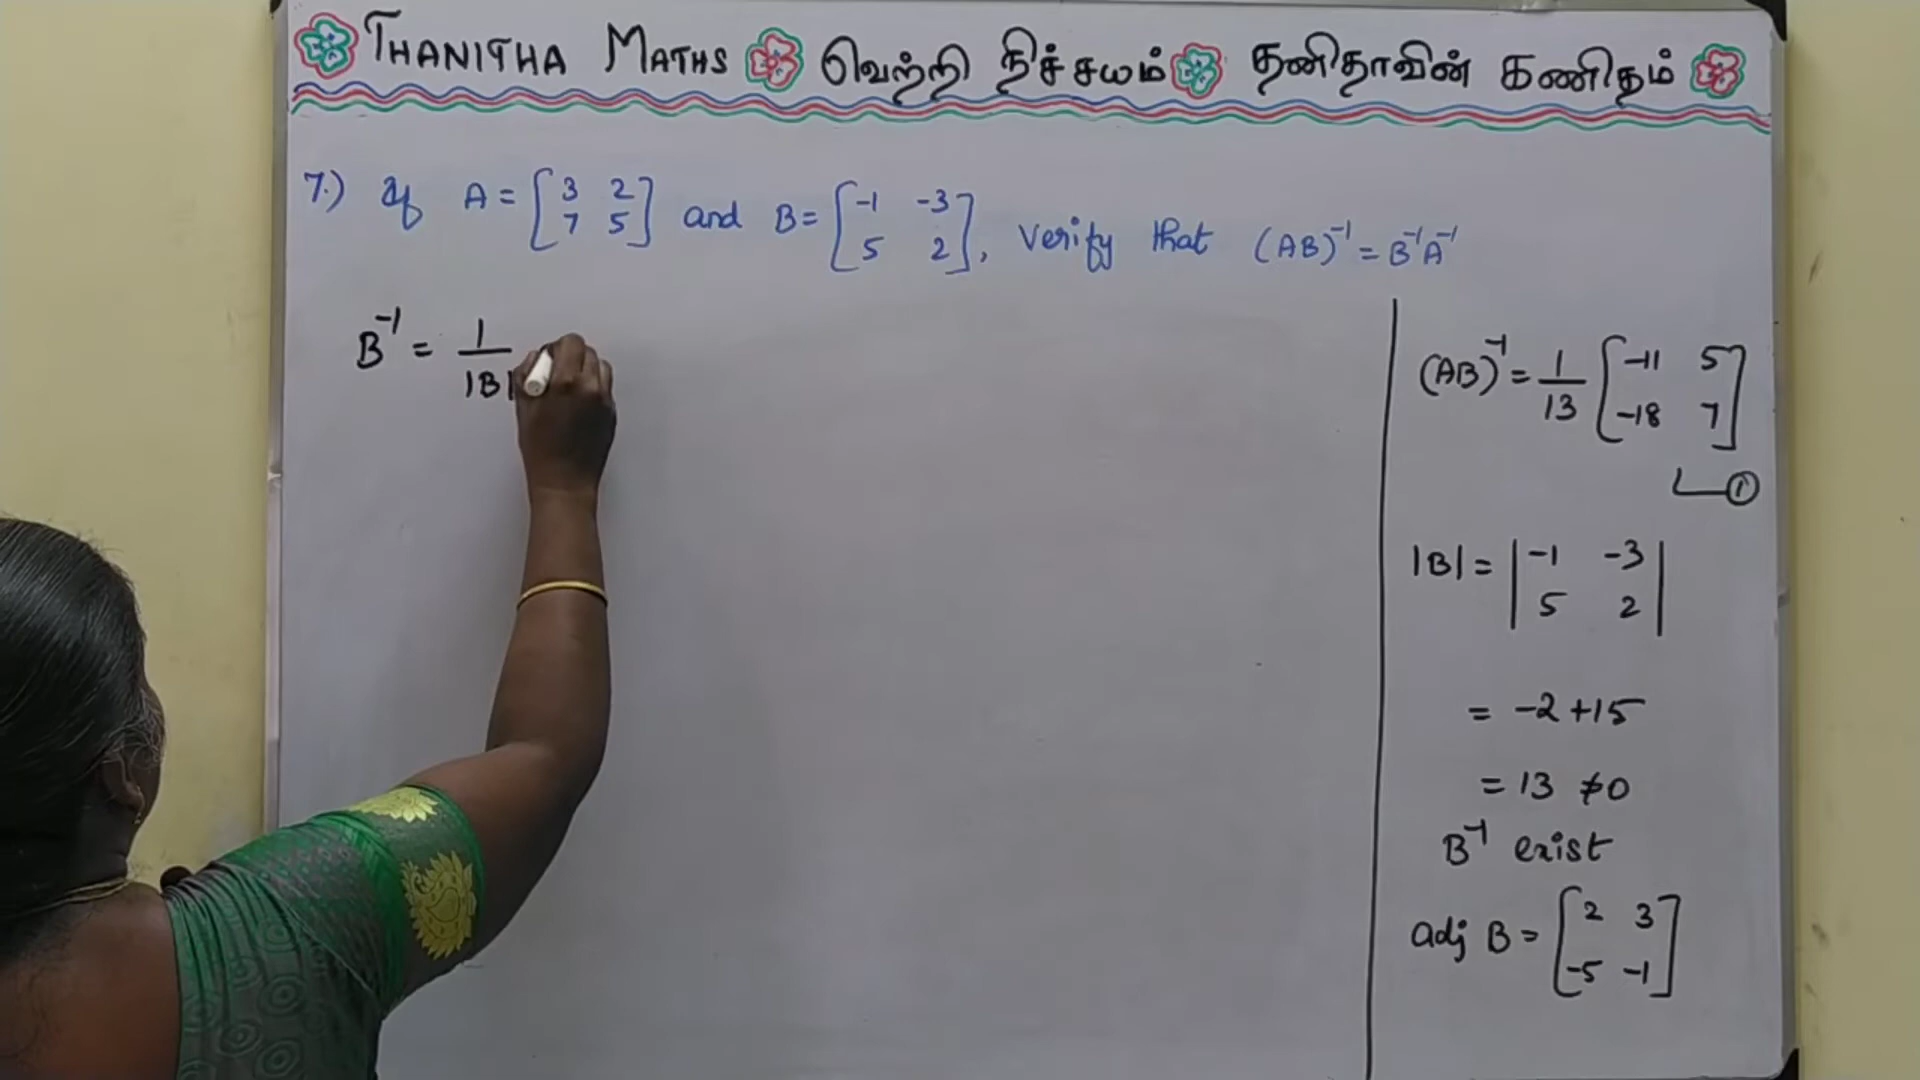 THANITHA MATHS வெற்றி நிச்சயம் தனிதாவின் கணிதம்
7.) If A = [3 2; 7 5] and B = [-1 -3; 5 2], Verify that (AB)⁻¹ = B⁻¹A⁻¹
B⁻¹ = 1/|B|
(AB)⁻¹ = 1/13 [-11 5; -18 7]
①
|B| = |-1 -3; 5 2|
= -2+15
= 13 ≠0
B⁻¹ exist
adj B = [2 3; -5 -1]